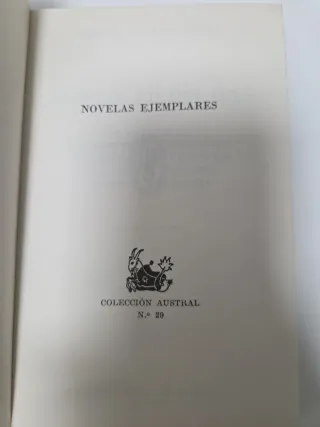 NOVELAS EJEMPLARES
COLECCIÓN AUSTRAL
N.º 29